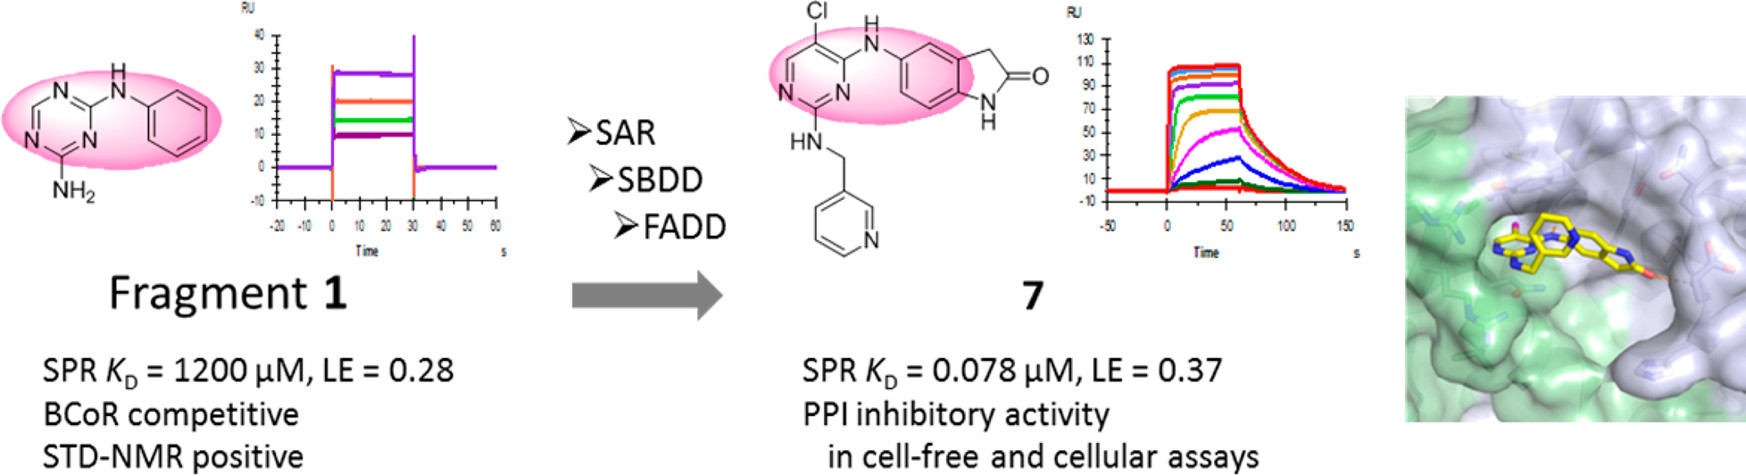 RU
40
30
20
10
0
-10
-20 -10 0 10 20 30 40 50 60
Time s
H
N
N
N
N
NH2
➢SAR
➢SBDD
➢FADD
Cl
H
N
N
N
O
N
H
HN
N
RU
130
110
90
70
50
30
10
-10
-50 0 50 100 150
Time s
Fragment 1
7
SPR KD = 1200 μM, LE = 0.28
BCoR competitive
STD-NMR positive
SPR KD = 0.078 μM, LE = 0.37
PPI inhibitory activity
in cell-free and cellular assays